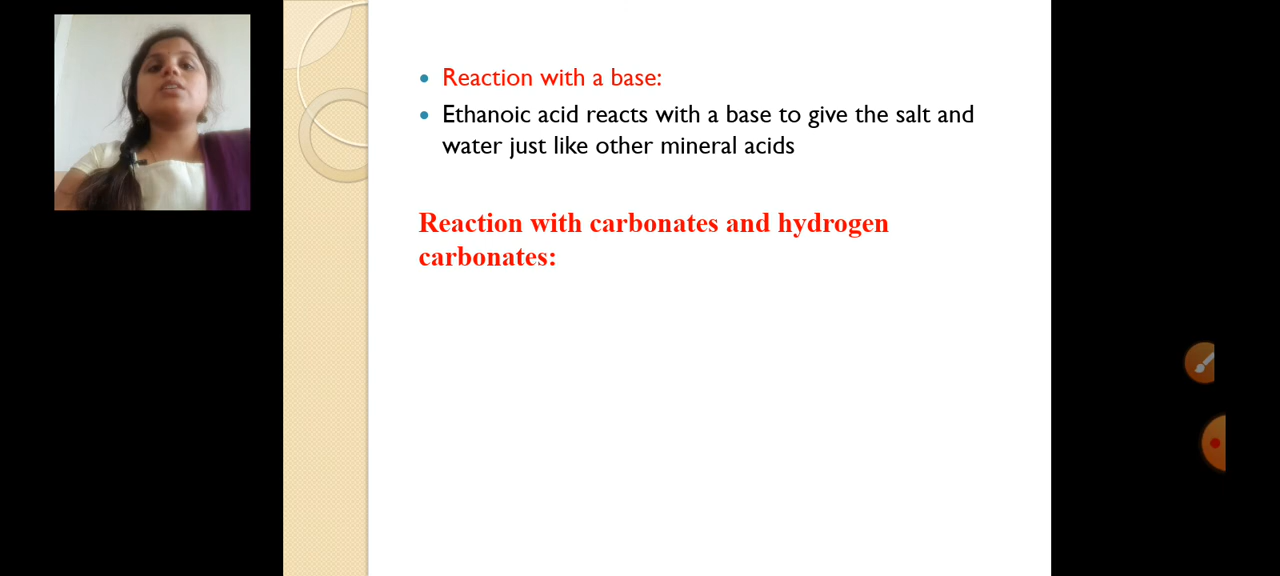 Reaction with a base:
Ethanoic acid reacts with a base to give the salt and
water just like other mineral acids
Reaction with carbonates and hydrogen
carbonates: